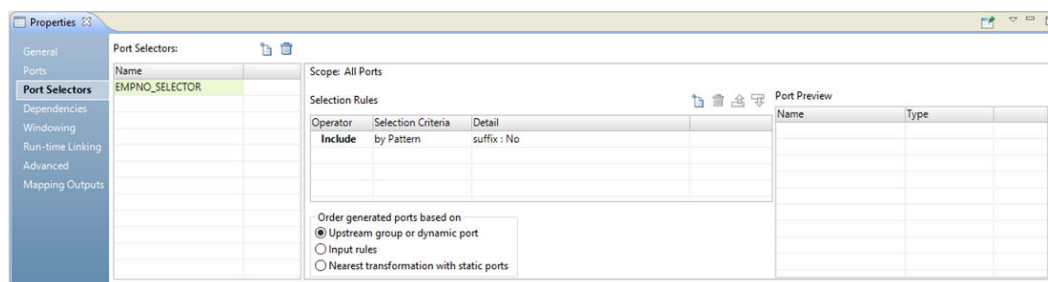 Properties
General
Ports
Port Selectors
Dependencies
Windowing
Run-time Linking
Advanced
Mapping Outputs
Port Selectors:
Name
EMPNO_SELECTOR
Scope: All Ports
Selection Rules
Operator Selection Criteria Detail
Include by Pattern suffix : No
Order generated ports based on
Upstream group or dynamic port
Input rules
Nearest transformation with static ports
Port Preview
Name Type